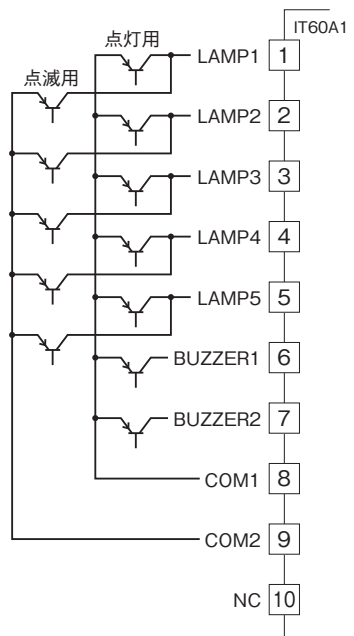 IT60A1
点灯用
LAMP1 1
点滅用
LAMP2 2
LAMP3 3
LAMP4 4
LAMP5 5
BUZZER1 6
BUZZER2 7
COM1 8
COM2 9
NC 10